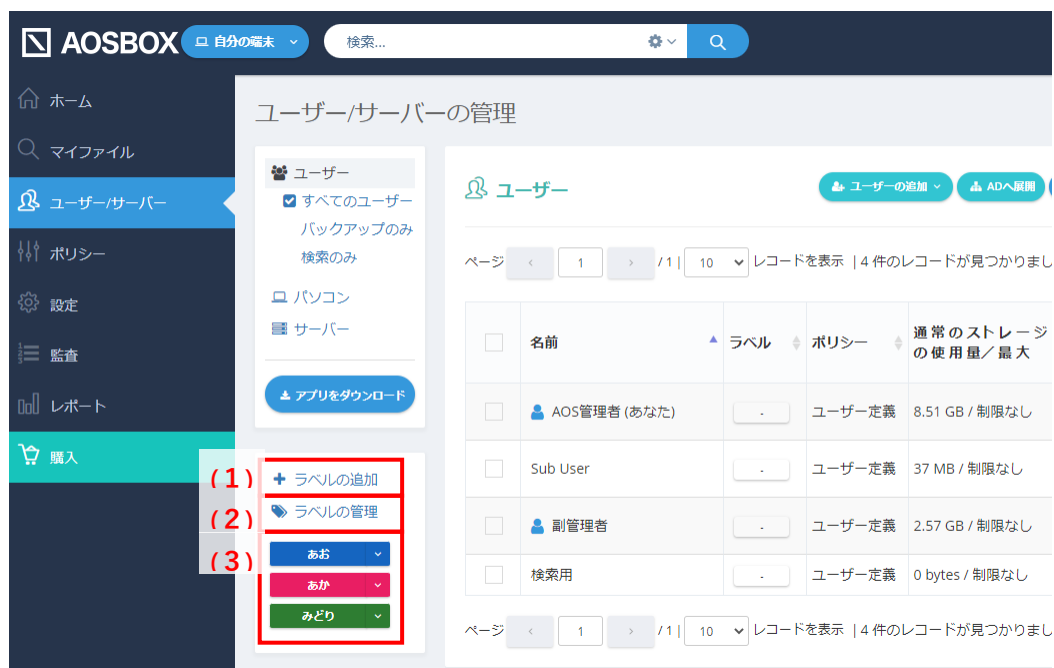 AOSBOX
自分の端末
検索...
ホーム
マイファイル
ユーザー/サーバー
ポリシー
設定
監査
レポート
購入
ユーザー/サーバーの管理
ユーザー
すべてのユーザー
バックアップのみ
検索のみ
パソコン
サーバー
アプリをダウンロード
(1)
ラベルの追加
(2)
ラベルの管理
(3)
あお
あか
みどり
ユーザー
ユーザーの追加
ADへ展開
ページ 1 / 1 | 10 レコードを表示 | 4 件のレコードが見つかりまし
名前 ラベル ポリシー 通常のストレージ
の使用量/最大
AOS管理者 (あなた) - ユーザー定義 8.51 GB / 制限なし
Sub User - ユーザー定義 37 MB / 制限なし
副管理者 - ユーザー定義 2.57 GB / 制限なし
検索用 - ユーザー定義 0 bytes / 制限なし
ページ 1 / 1 | 10 レコードを表示 | 4 件のレコードが見つかりまし